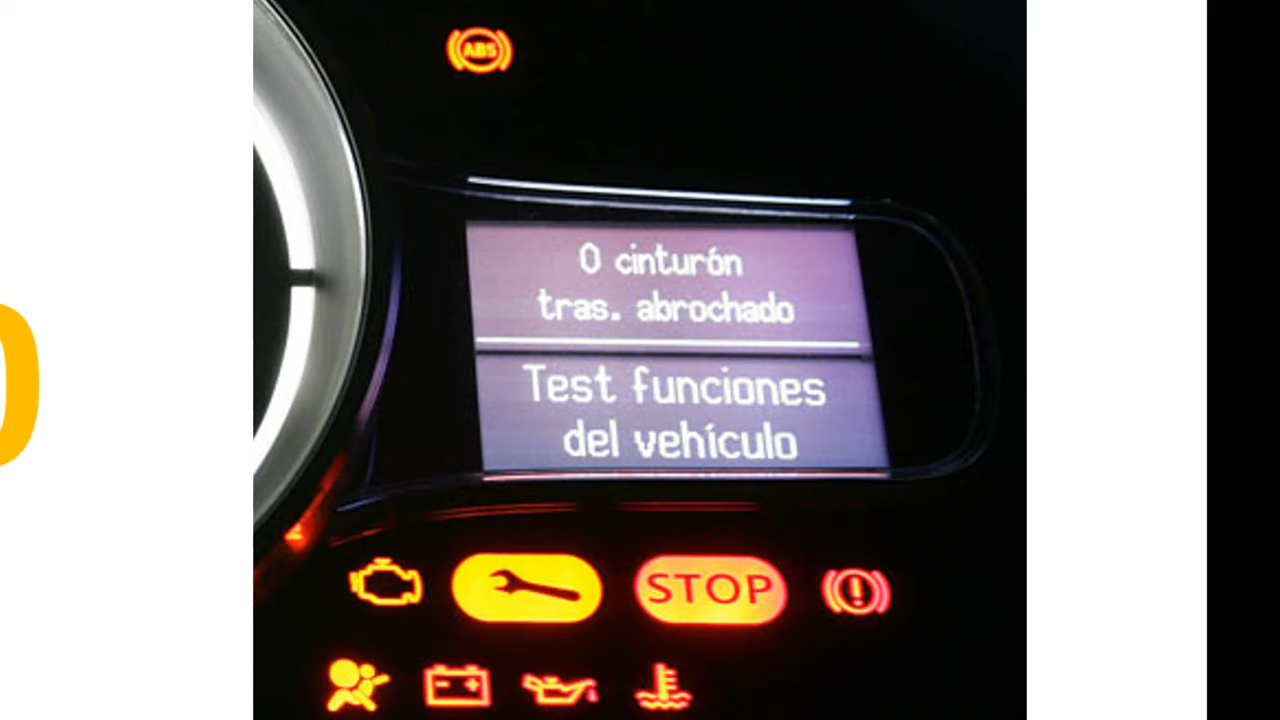 ABS
0 cinturón
tras. abrochado
Test funciones
del vehículo
STOP